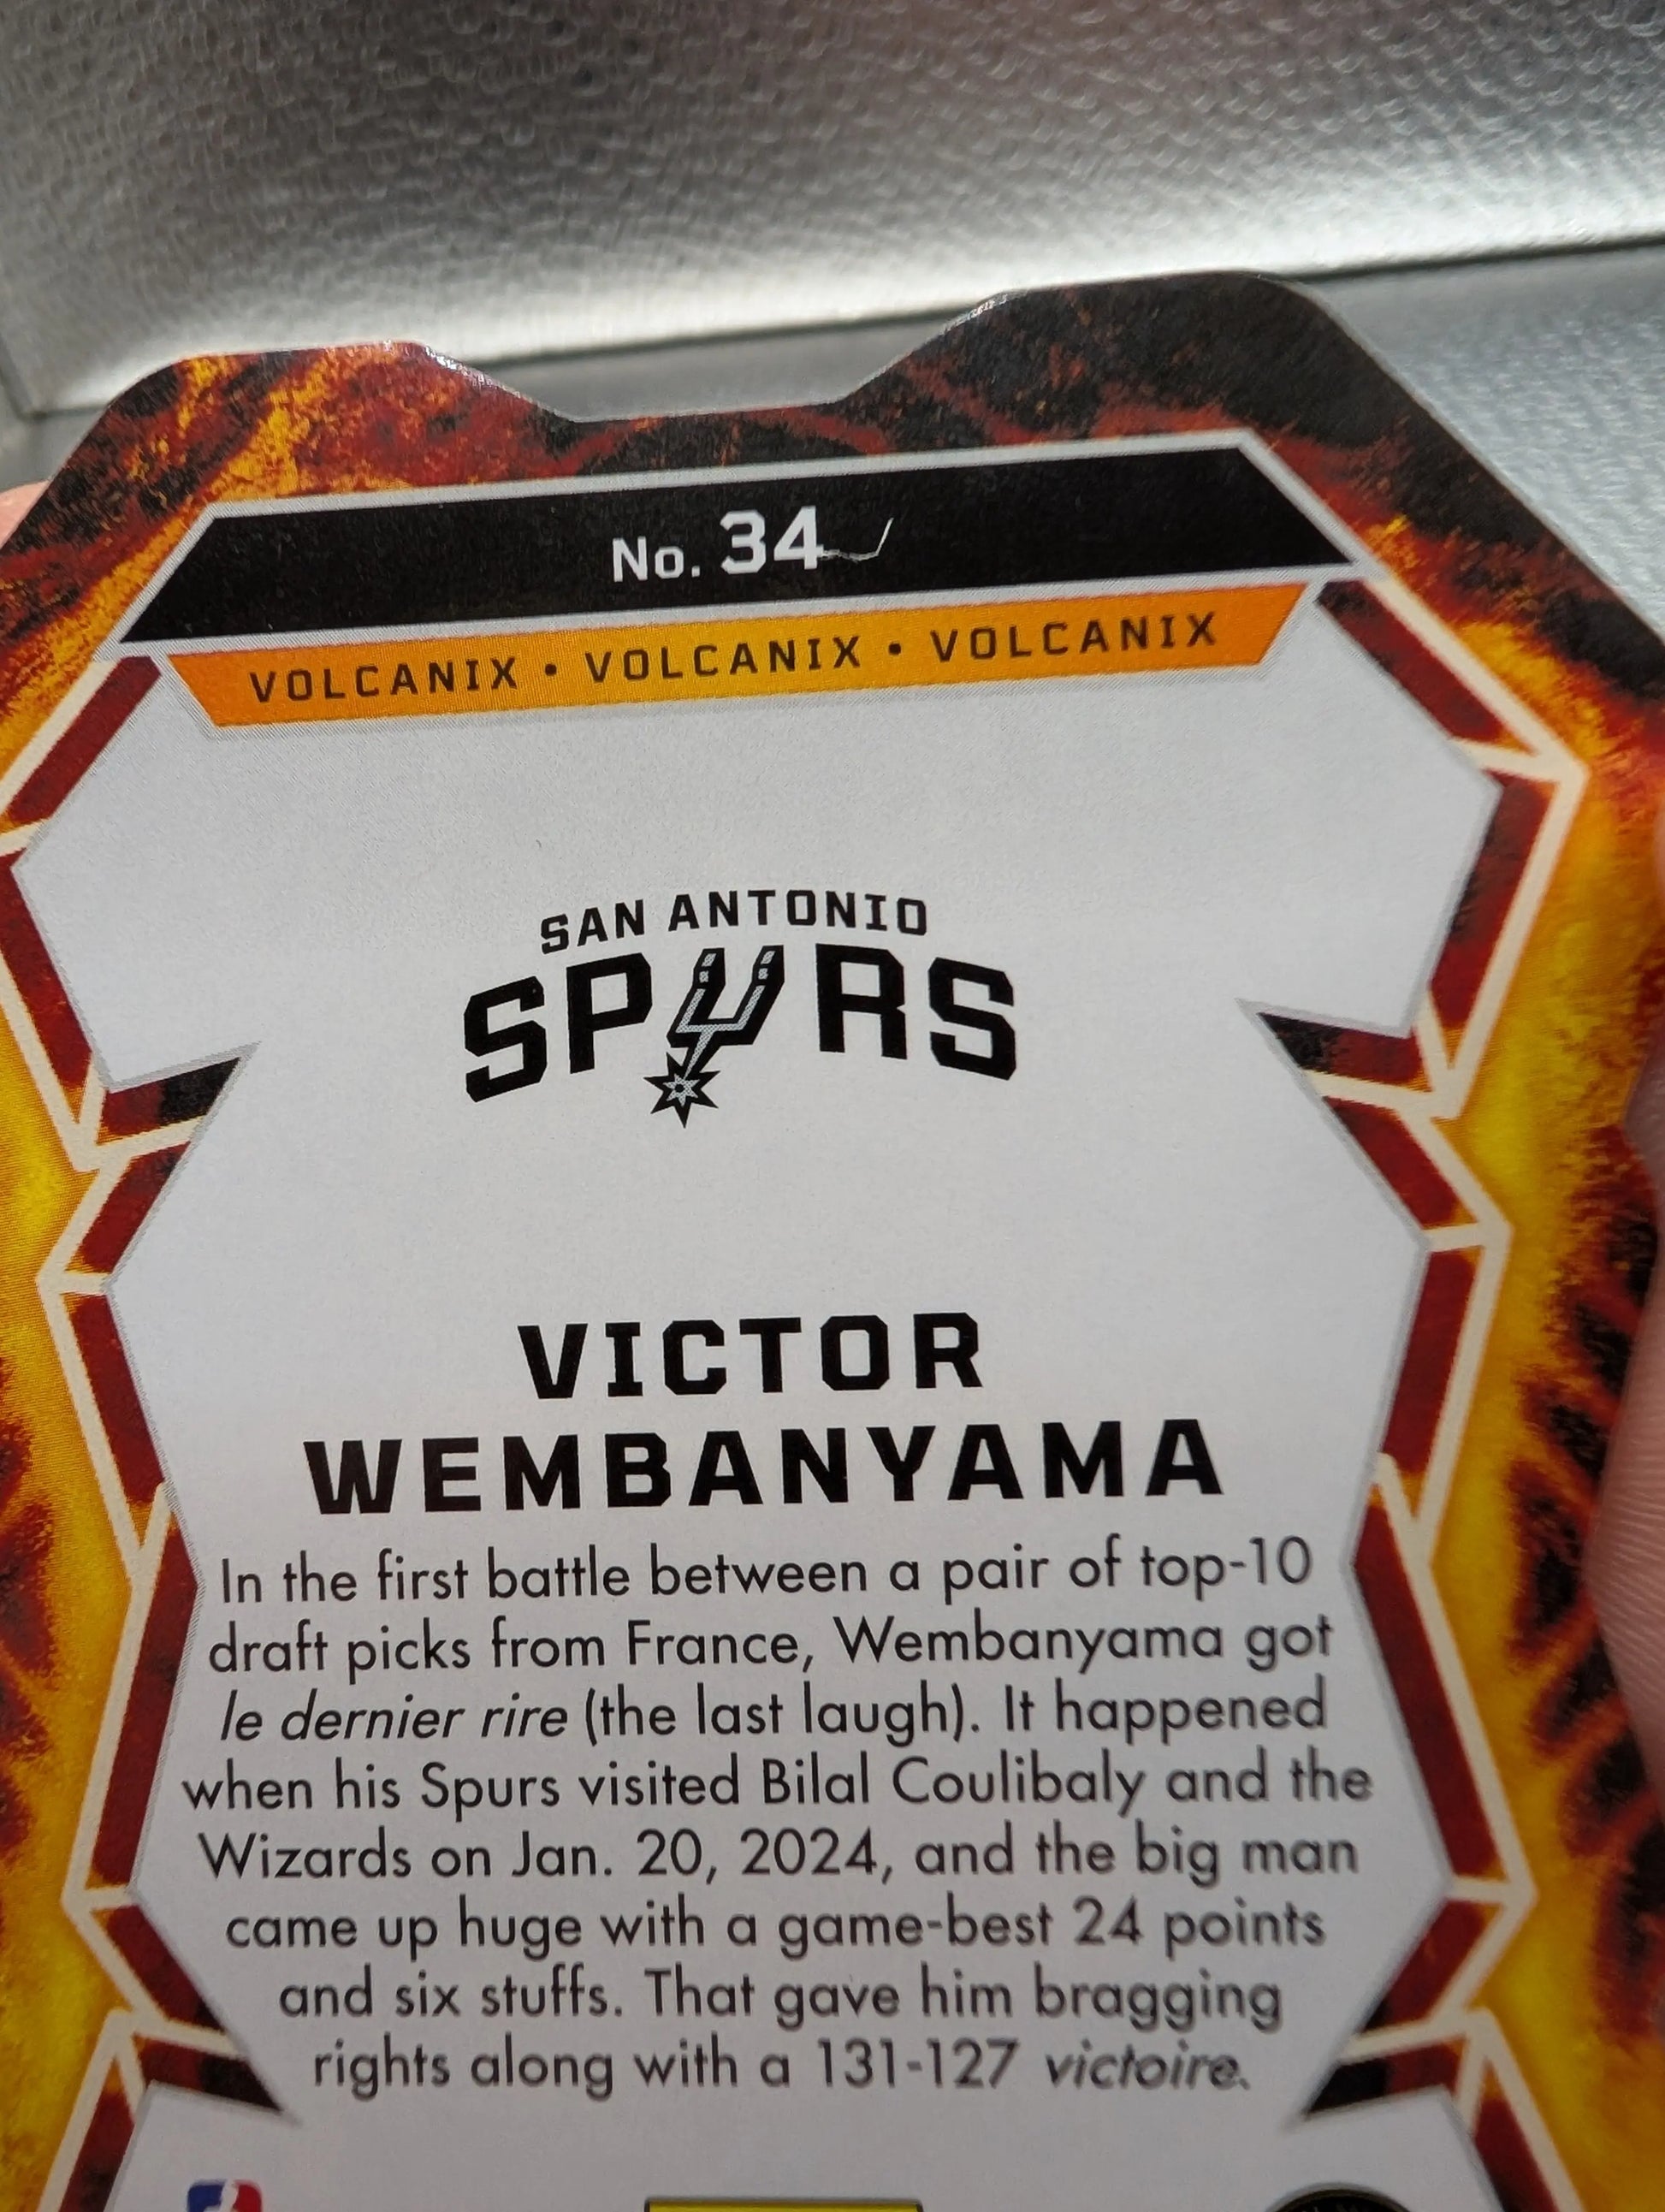 No. 34
VOLCANIX • VOLCANIX • VOLCANIX
SAN ANTONIO
SPURS
VICTOR
WEMBANYAMA
In the first battle between a pair of top-10
draft picks from France, Wembanyama got
le dernier rire (the last laugh). It happened
when his Spurs visited Bilal Coulibaly and the
Wizards on Jan. 20, 2024, and the big man
came up huge with a game-best 24 points
and six stuffs. That gave him bragging
rights along with a 131-127 victoire.